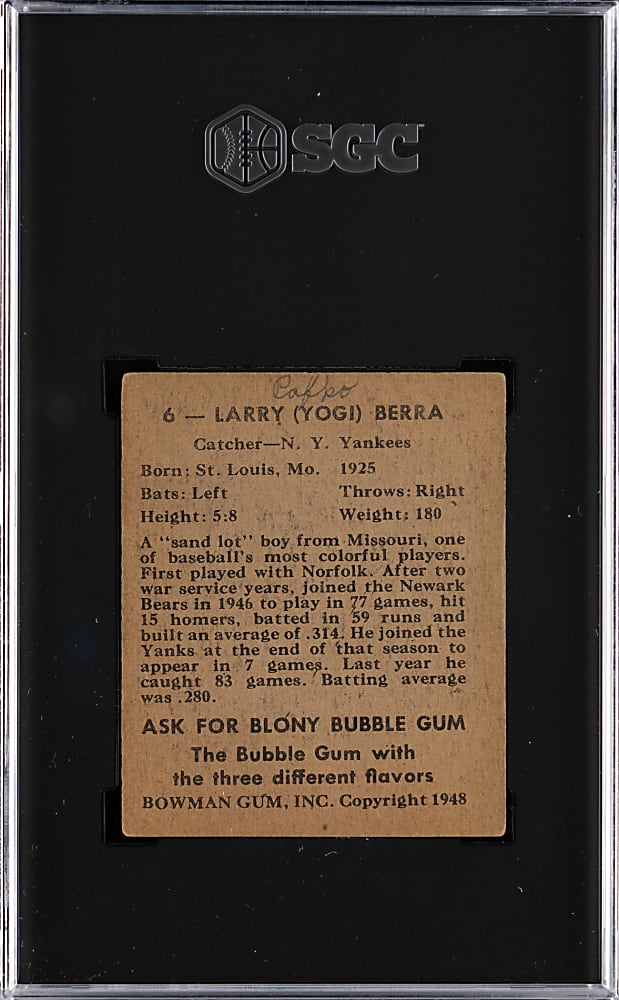 SGC
6 — LARRY (YOGI) BERRA
Catcher—N. Y. Yankees
Born: St. Louis, Mo. 1925
Bats: Left Throws: Right
Height: 5:8 Weight: 180
A "sand lot" boy from Missouri, one
of baseball's most colorful players.
First played with Norfolk. After two
war service years, joined the Newark
Bears in 1946 to play in 77 games, hit
15 homers, batted in 59 runs and
built an average of .314. He joined the
Yanks at the end of that season to
appear in 7 games. Last year he
caught 83 games. Batting average
was .280.
ASK FOR BLONY BUBBLE GUM
The Bubble Gum with
the three different flavors
BOWMAN GUM, INC. Copyright 1948